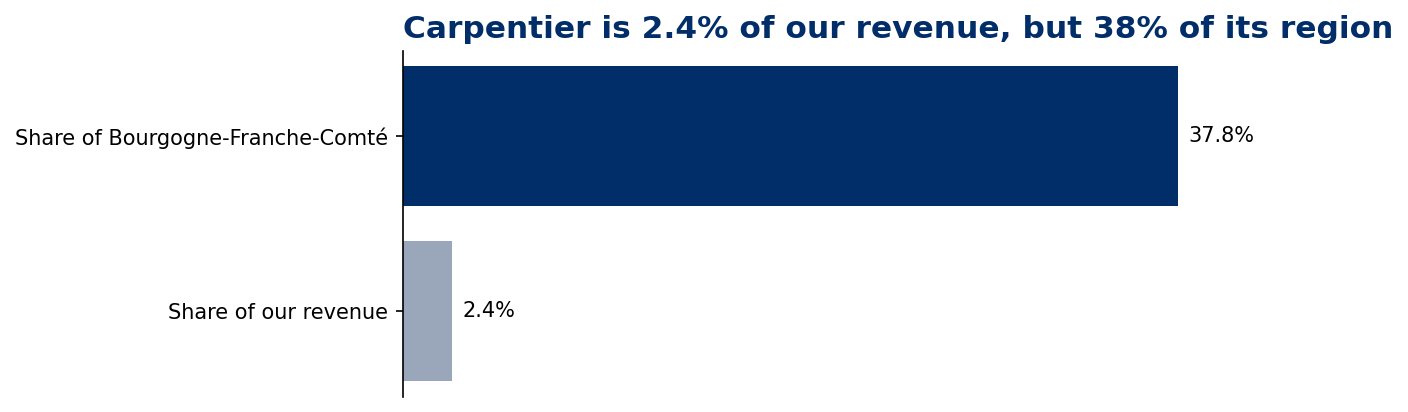 Carpentier is 2.4% of our revenue, but 38% of its region
Share of Bourgogne-Franche-Comté
37.8%
Share of our revenue
2.4%